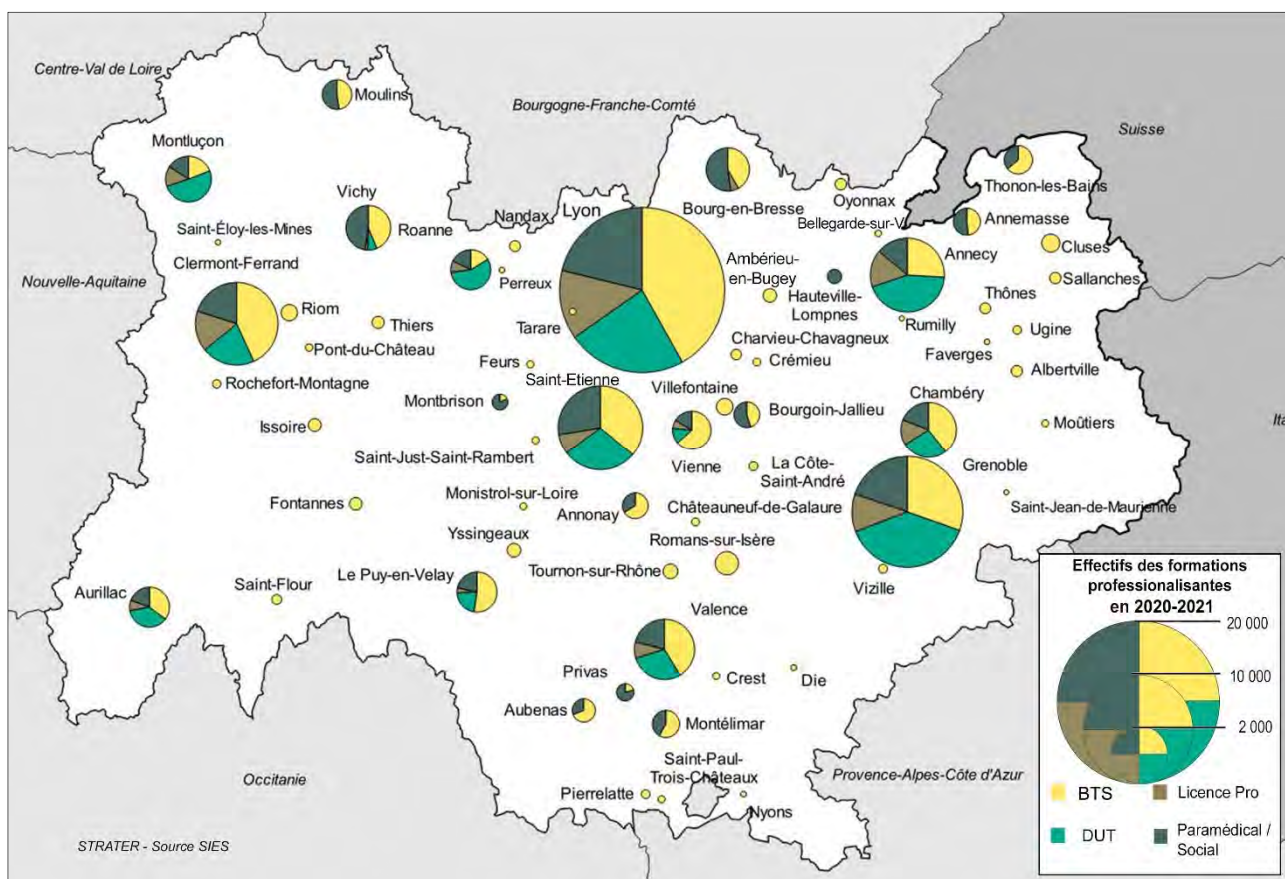 Centre-Val de Loire
Bourgogne-Franche-Comté
Suisse
Moulins
Montluçon
Thonon-les-Bains
Vichy
Roanne
Nandax
Lyon
Bourg-en-Bresse
Oyonnax
Bellegarde-sur-V
Annemasse
Saint-Éloy-les-Mines
Cluses
Clermont-Ferrand
Ambérieu-
en-Bugey
Annecy
Nouvelle-Aquitaine
Perreux
Sallanches
Riom
Hauteville-
Lompnes
Thônes
Tarare
Rumilly
Ugine
Thiers
Charvieu-Chavagneux
Faverges
Pont-du-Château
Feurs
Crémieu
Albertville
Rochefort-Montagne
Saint-Etienne
Villefontaine
Chambéry
Montbrison
Bourgoin-Jallieu
Issoire
Moûtiers
Ita
Saint-Just-Saint-Rambert
Vienne
La Côte-
Saint-André
Grenoble
Fontannes
Monistrol-sur-Loire
Annonay
Châteauneuf-de-Galaure
Saint-Jean-de-Maurienne
Yssingeaux
Romans-sur-Isère
Le Puy-en-Velay
Tournon-sur-Rhône
Vizille
Aurillac
Saint-Flour
Valence
Privas
Crest
Die
Aubenas
Montélimar
Saint-Paul-
Trois-Châteaux
Provence-Alpes-Côte d'Azur
Occitanie
Pierrelatte
Nyons
STRATER - Source SIES
Effectifs des formations
professionalisantes
en 2020-2021
20 000
10 000
2 000
BTS
Licence Pro
DUT
Paramédical /
Social